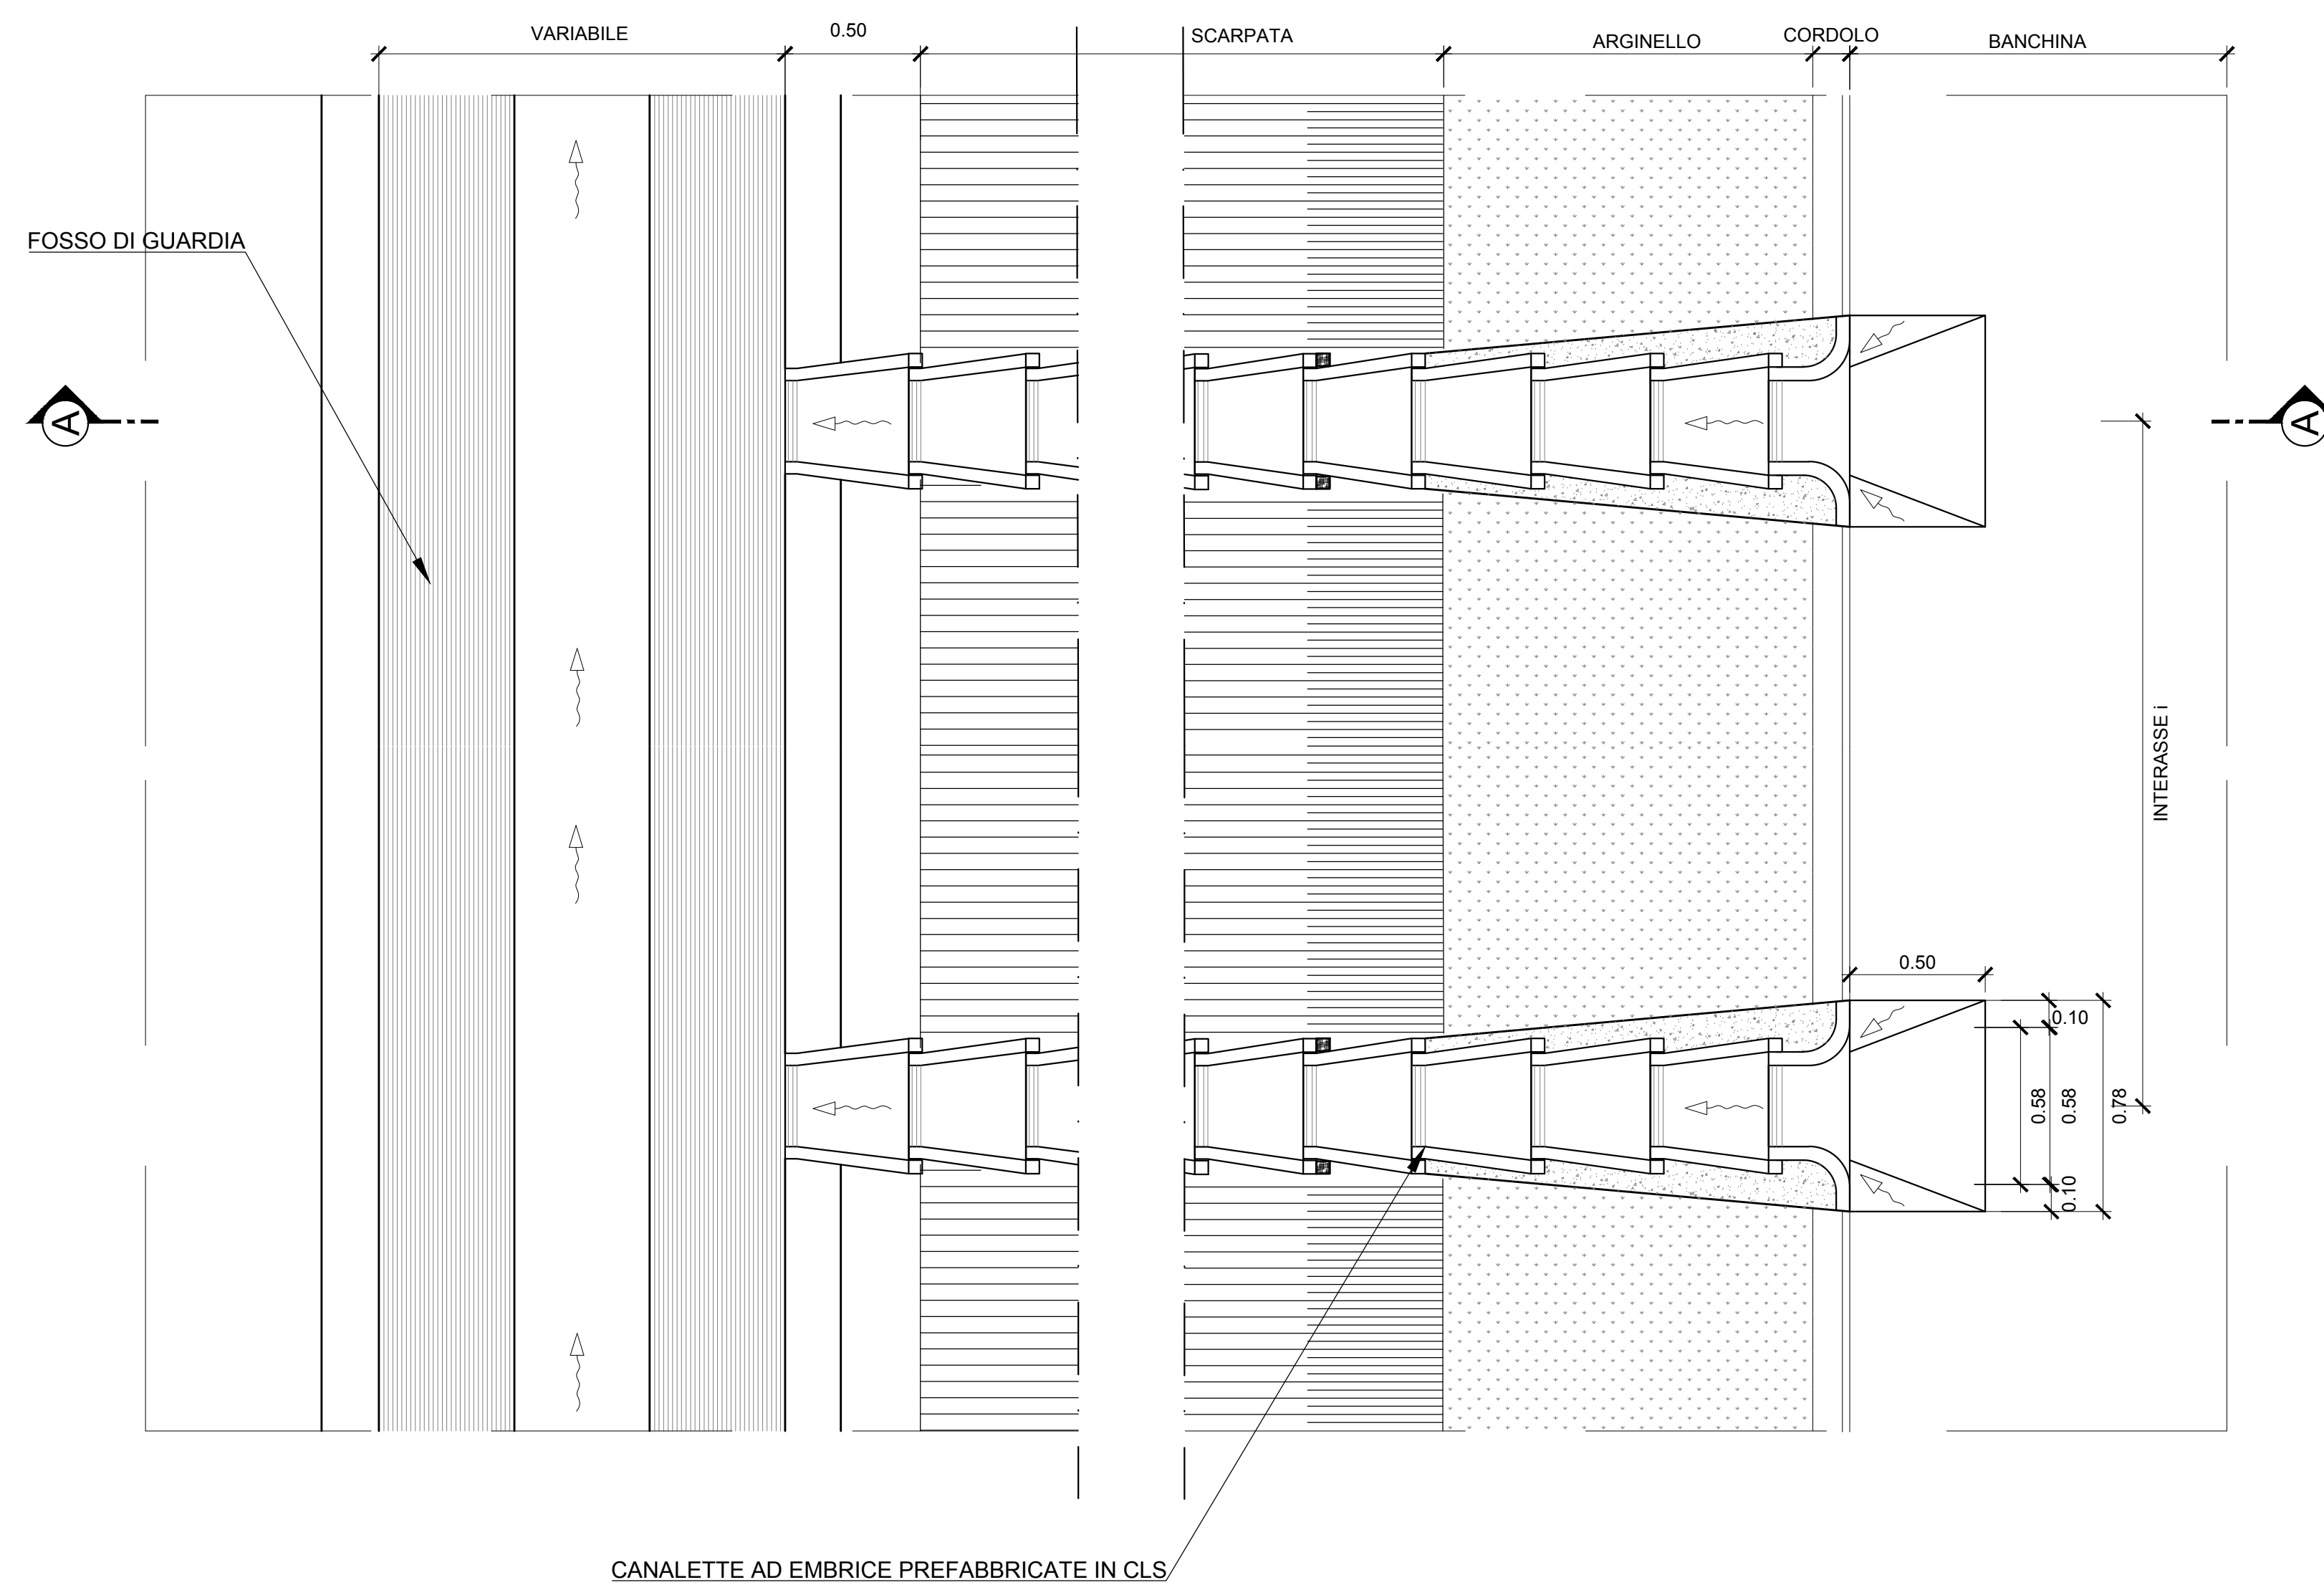 VARIABILE
0.50
SCARPATA
ARGINELLO
CORDOLO
BANCHINA
FOSSO DI GUARDIA
A
A
INTERASSE i
0.50
0.10
0.58
0.58
0.78
0.10
CANALETTE AD EMBRICE PREFABBRICATE IN CLS